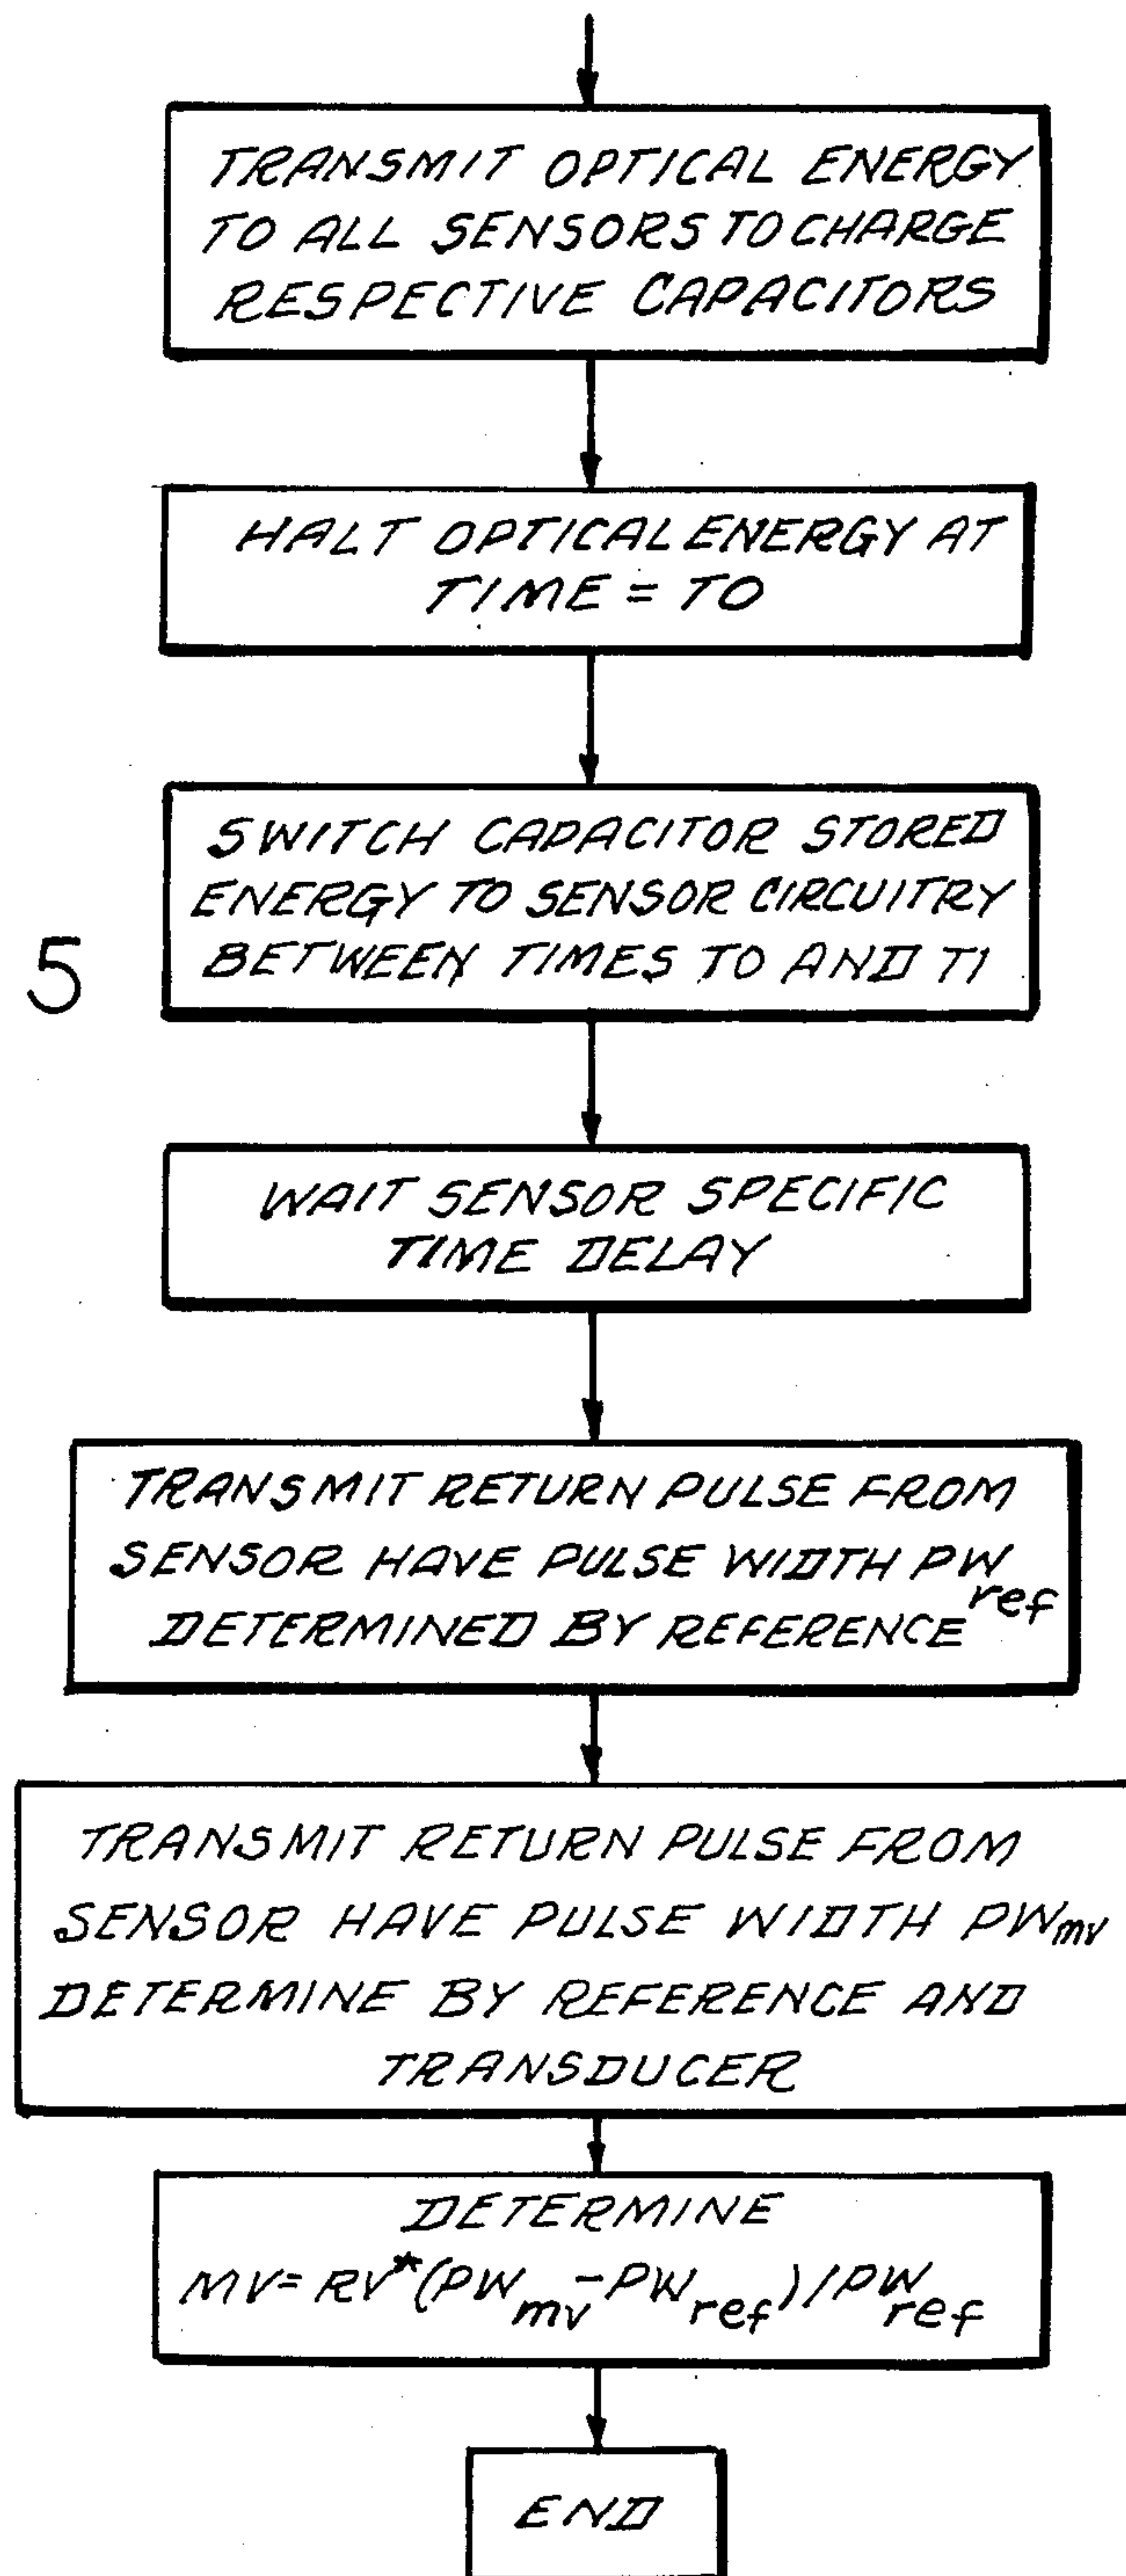 TRANSMIT OPTICAL ENERGY
TO ALL SENSORS TO CHARGE
RESPECTIVE CAPACITORS
HALT OPTICAL ENERGY AT
TIME = TO
SWITCH CAPACITOR STORED
ENERGY TO SENSOR CIRCUITRY
BETWEEN TIMES TO AND T1
5
WAIT SENSOR SPECIFIC
TIME DELAY
TRANSMIT RETURN PULSE FROM
SENSOR HAVE PULSE WIDTH PW ref
DETERMINED BY REFERENCE
TRANSMIT RETURN PULSE FROM
SENSOR HAVE PULSE WIDTH PWmv
DETERMINE BY REFERENCE AND
TRANSDUCER
DETERMINE
MV=RV*(PWmv-PWref)/PWref
END